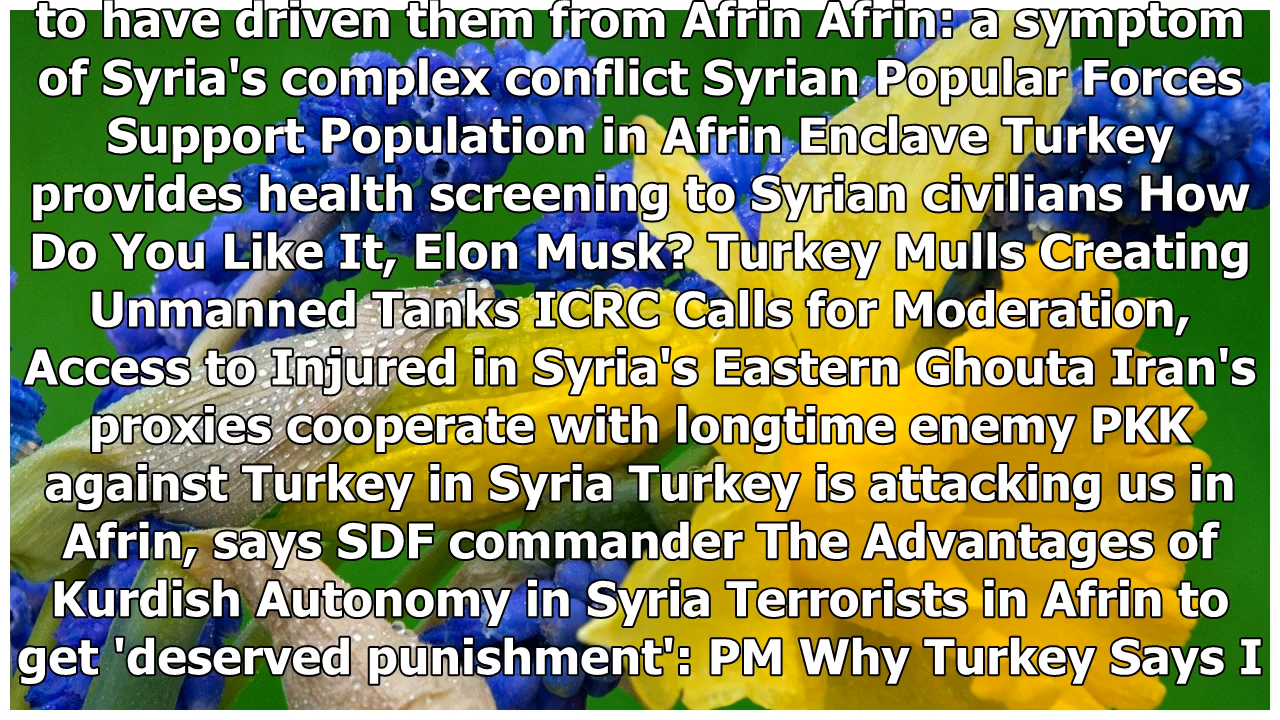 to have driven them from Afrin Afrin: a symptom
of Syria's complex conflict Syrian Popular Forces
Support Population in Afrin Enclave Turkey
provides health screening to Syrian civilians How
Do You Like It, Elon Musk? Turkey Mulls Creating
Unmanned Tanks ICRC Calls for Moderation,
Access to Injured in Syria's Eastern Ghouta Iran's
proxies cooperate with longtime enemy PKK
against Turkey in Syria Turkey is attacking us in
Afrin, says SDF commander The Advantages of
Kurdish Autonomy in Syria Terrorists in Afrin to
get 'deserved punishment': PM Why Turkey Says I